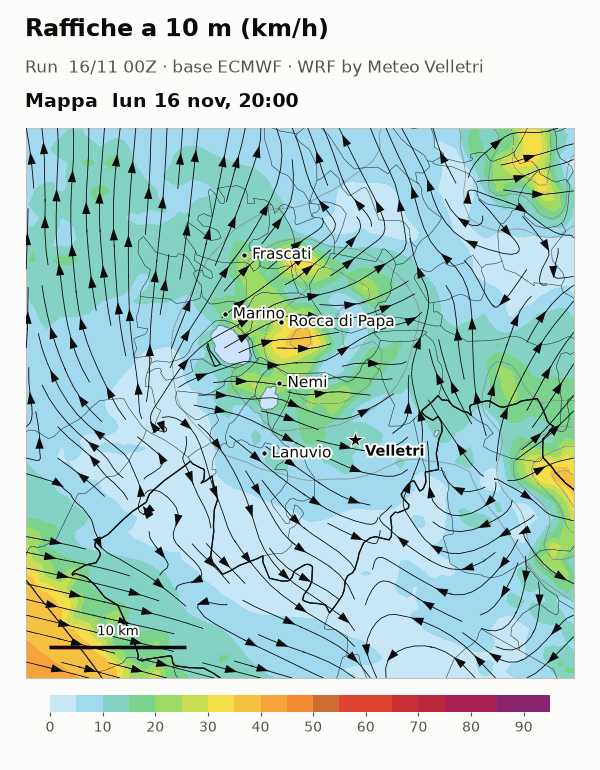 Raffiche a 10 m (km/h)
Run  16/11 00Z · base ECMWF · WRF by Meteo Velletri
Mappa  lun 16 nov, 20:00
Frascati
Marino
Rocca di Papa
Nemi
Velletri
Lanuvio
10 km
0 10 20 30 40 50 60 70 80 90